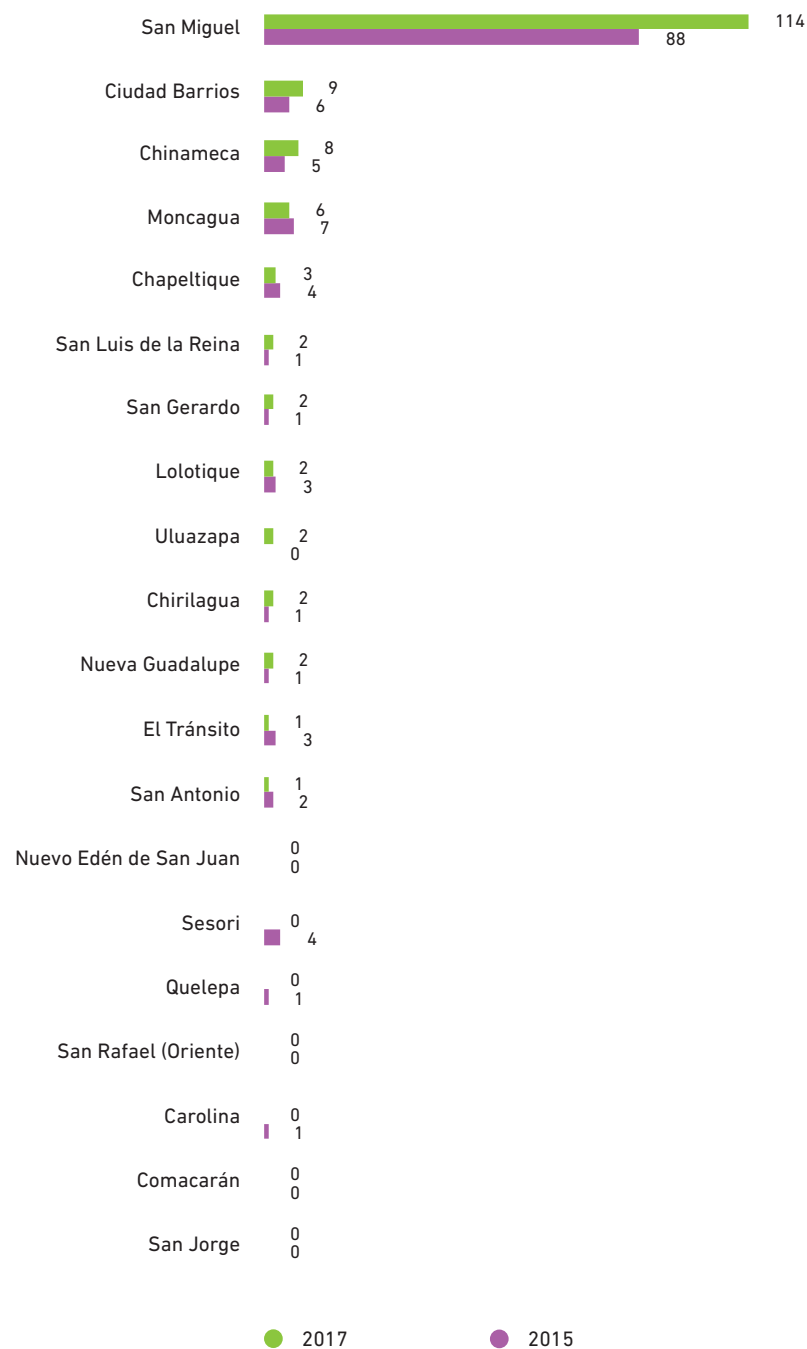 San Miguel
114
88
Ciudad Barrios
9
6
Chinameca
8
5
Moncagua
6
7
Chapeltique
3
4
San Luis de la Reina
2
1
San Gerardo
2
1
Lolotique
2
3
Uluazapa
2
0
Chirilagua
2
1
Nueva Guadalupe
2
1
El Tránsito
1
3
San Antonio
1
2
Nuevo Edén de San Juan
0
0
Sesori
0
4
Quelepa
0
1
San Rafael (Oriente)
0
0
Carolina
0
1
Comacarán
0
0
San Jorge
0
0
2017 2015